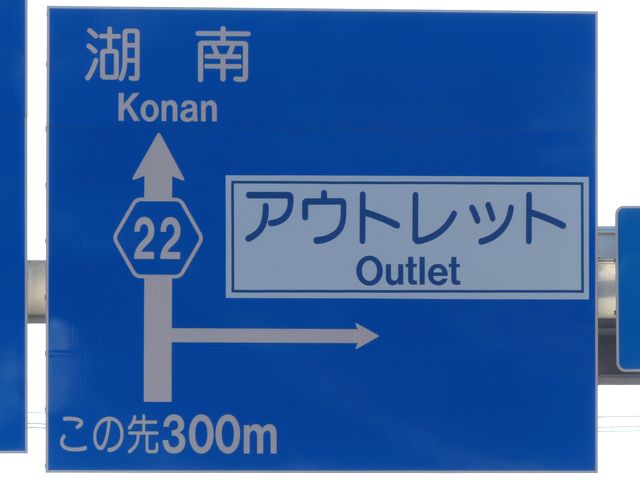 湖南
Konan
22
アウトレット
Outlet
この先300m